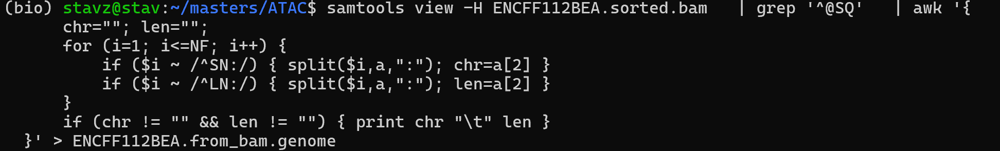 (bio) stavz@stav:~/masters/ATAC$ samtools view -H ENCFF112BEA.sorted.bam   | grep '^@SQ'   | awk '{
      chr=""; len="";
      for (i=1; i<=NF; i++) {
          if ($i ~ /^SN:/) { split($i,a,":"); chr=a[2] }
          if ($i ~ /^LN:/) { split($i,a,":"); len=a[2] }
      }
      if (chr != "" && len != "") { print chr "\t" len }
  }' > ENCFF112BEA.from_bam.genome